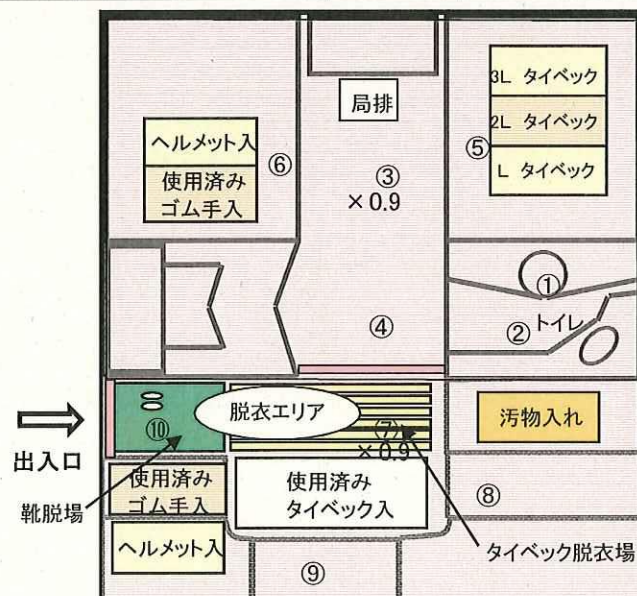 局排
3L タイベック
2L タイベック
L タイベック
⑤
ヘルメット入
使用済み
ゴム手入
⑥
③
×0.9
①
④
②
トイレ
出入口
⑩
脱衣エリア
⑦
×0.9
汚物入れ
靴脱場
使用済み
ゴム手入
使用済み
タイベック入
⑧
ヘルメット入
⑨
タイベック脱衣場